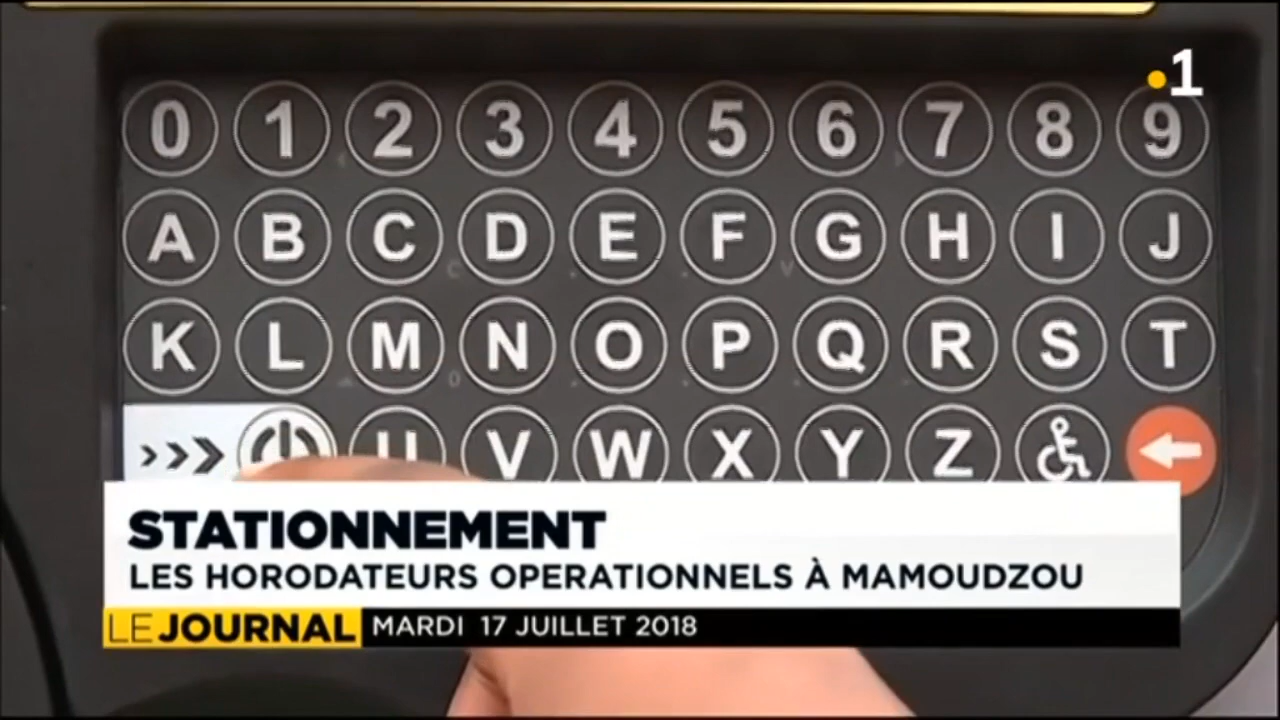 1
0 1 2 3 4 5 6 7 8 9
A B C D E F G H I J
K L M N O P Q R S T
>>> U V W X Y Z
STATIONNEMENT
LES HORODATEURS OPERATIONNELS À MAMOUDZOU
LE JOURNAL MARDI 17 JUILLET 2018